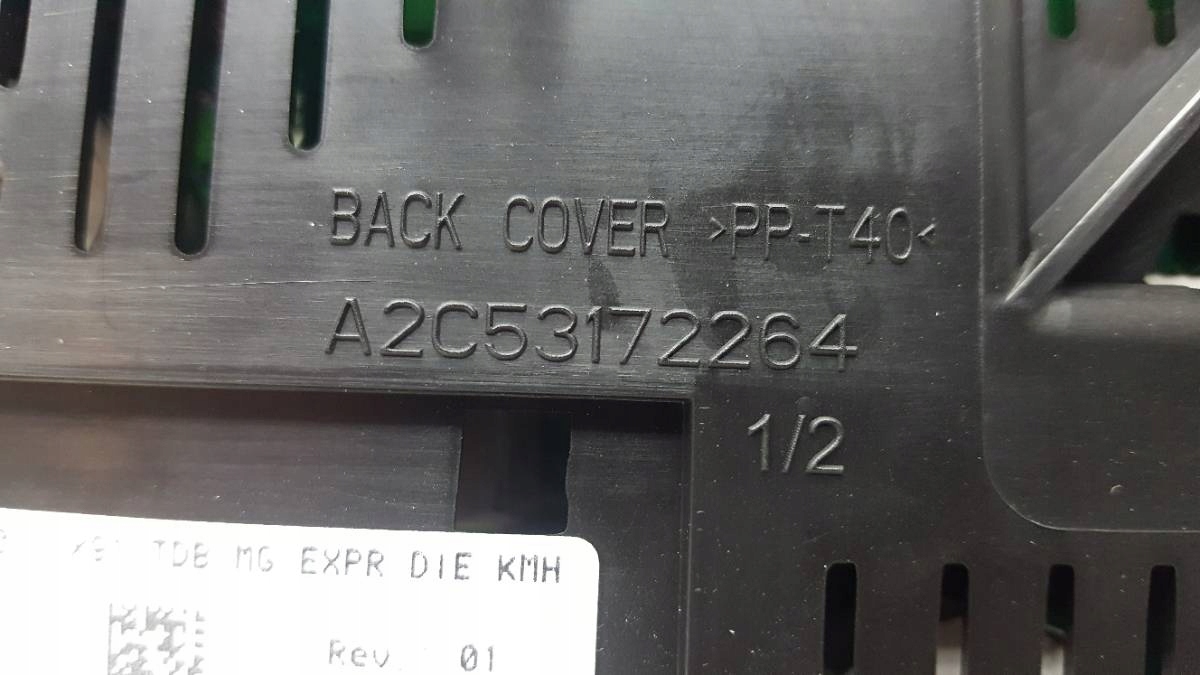 BACK COVER >PP-T40<
A2C53172264
1/2
TDB MG EXPR DIE KMH
Rev. 01